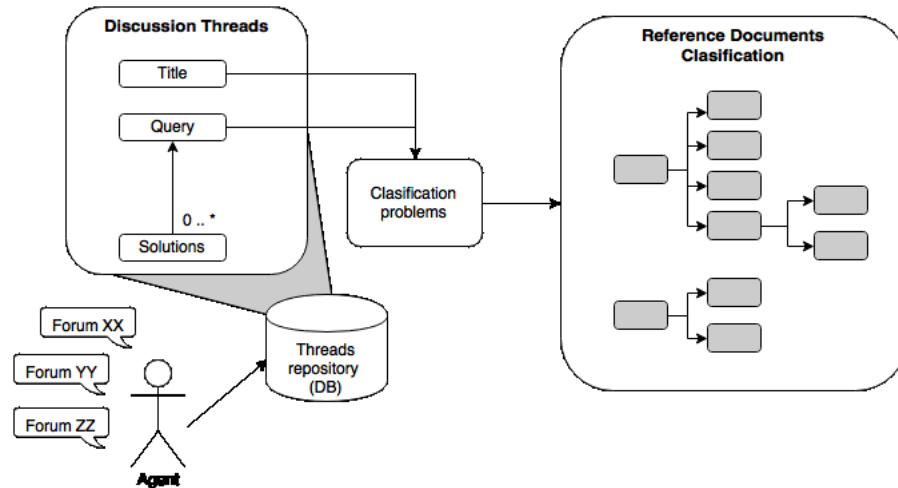 Discussion Threads
Title
Query
0 .. *
Solutions
Clasification
problems
Reference Documents
Clasification
Forum XX
Forum YY
Forum ZZ
Agent
Threads
repository
(DB)